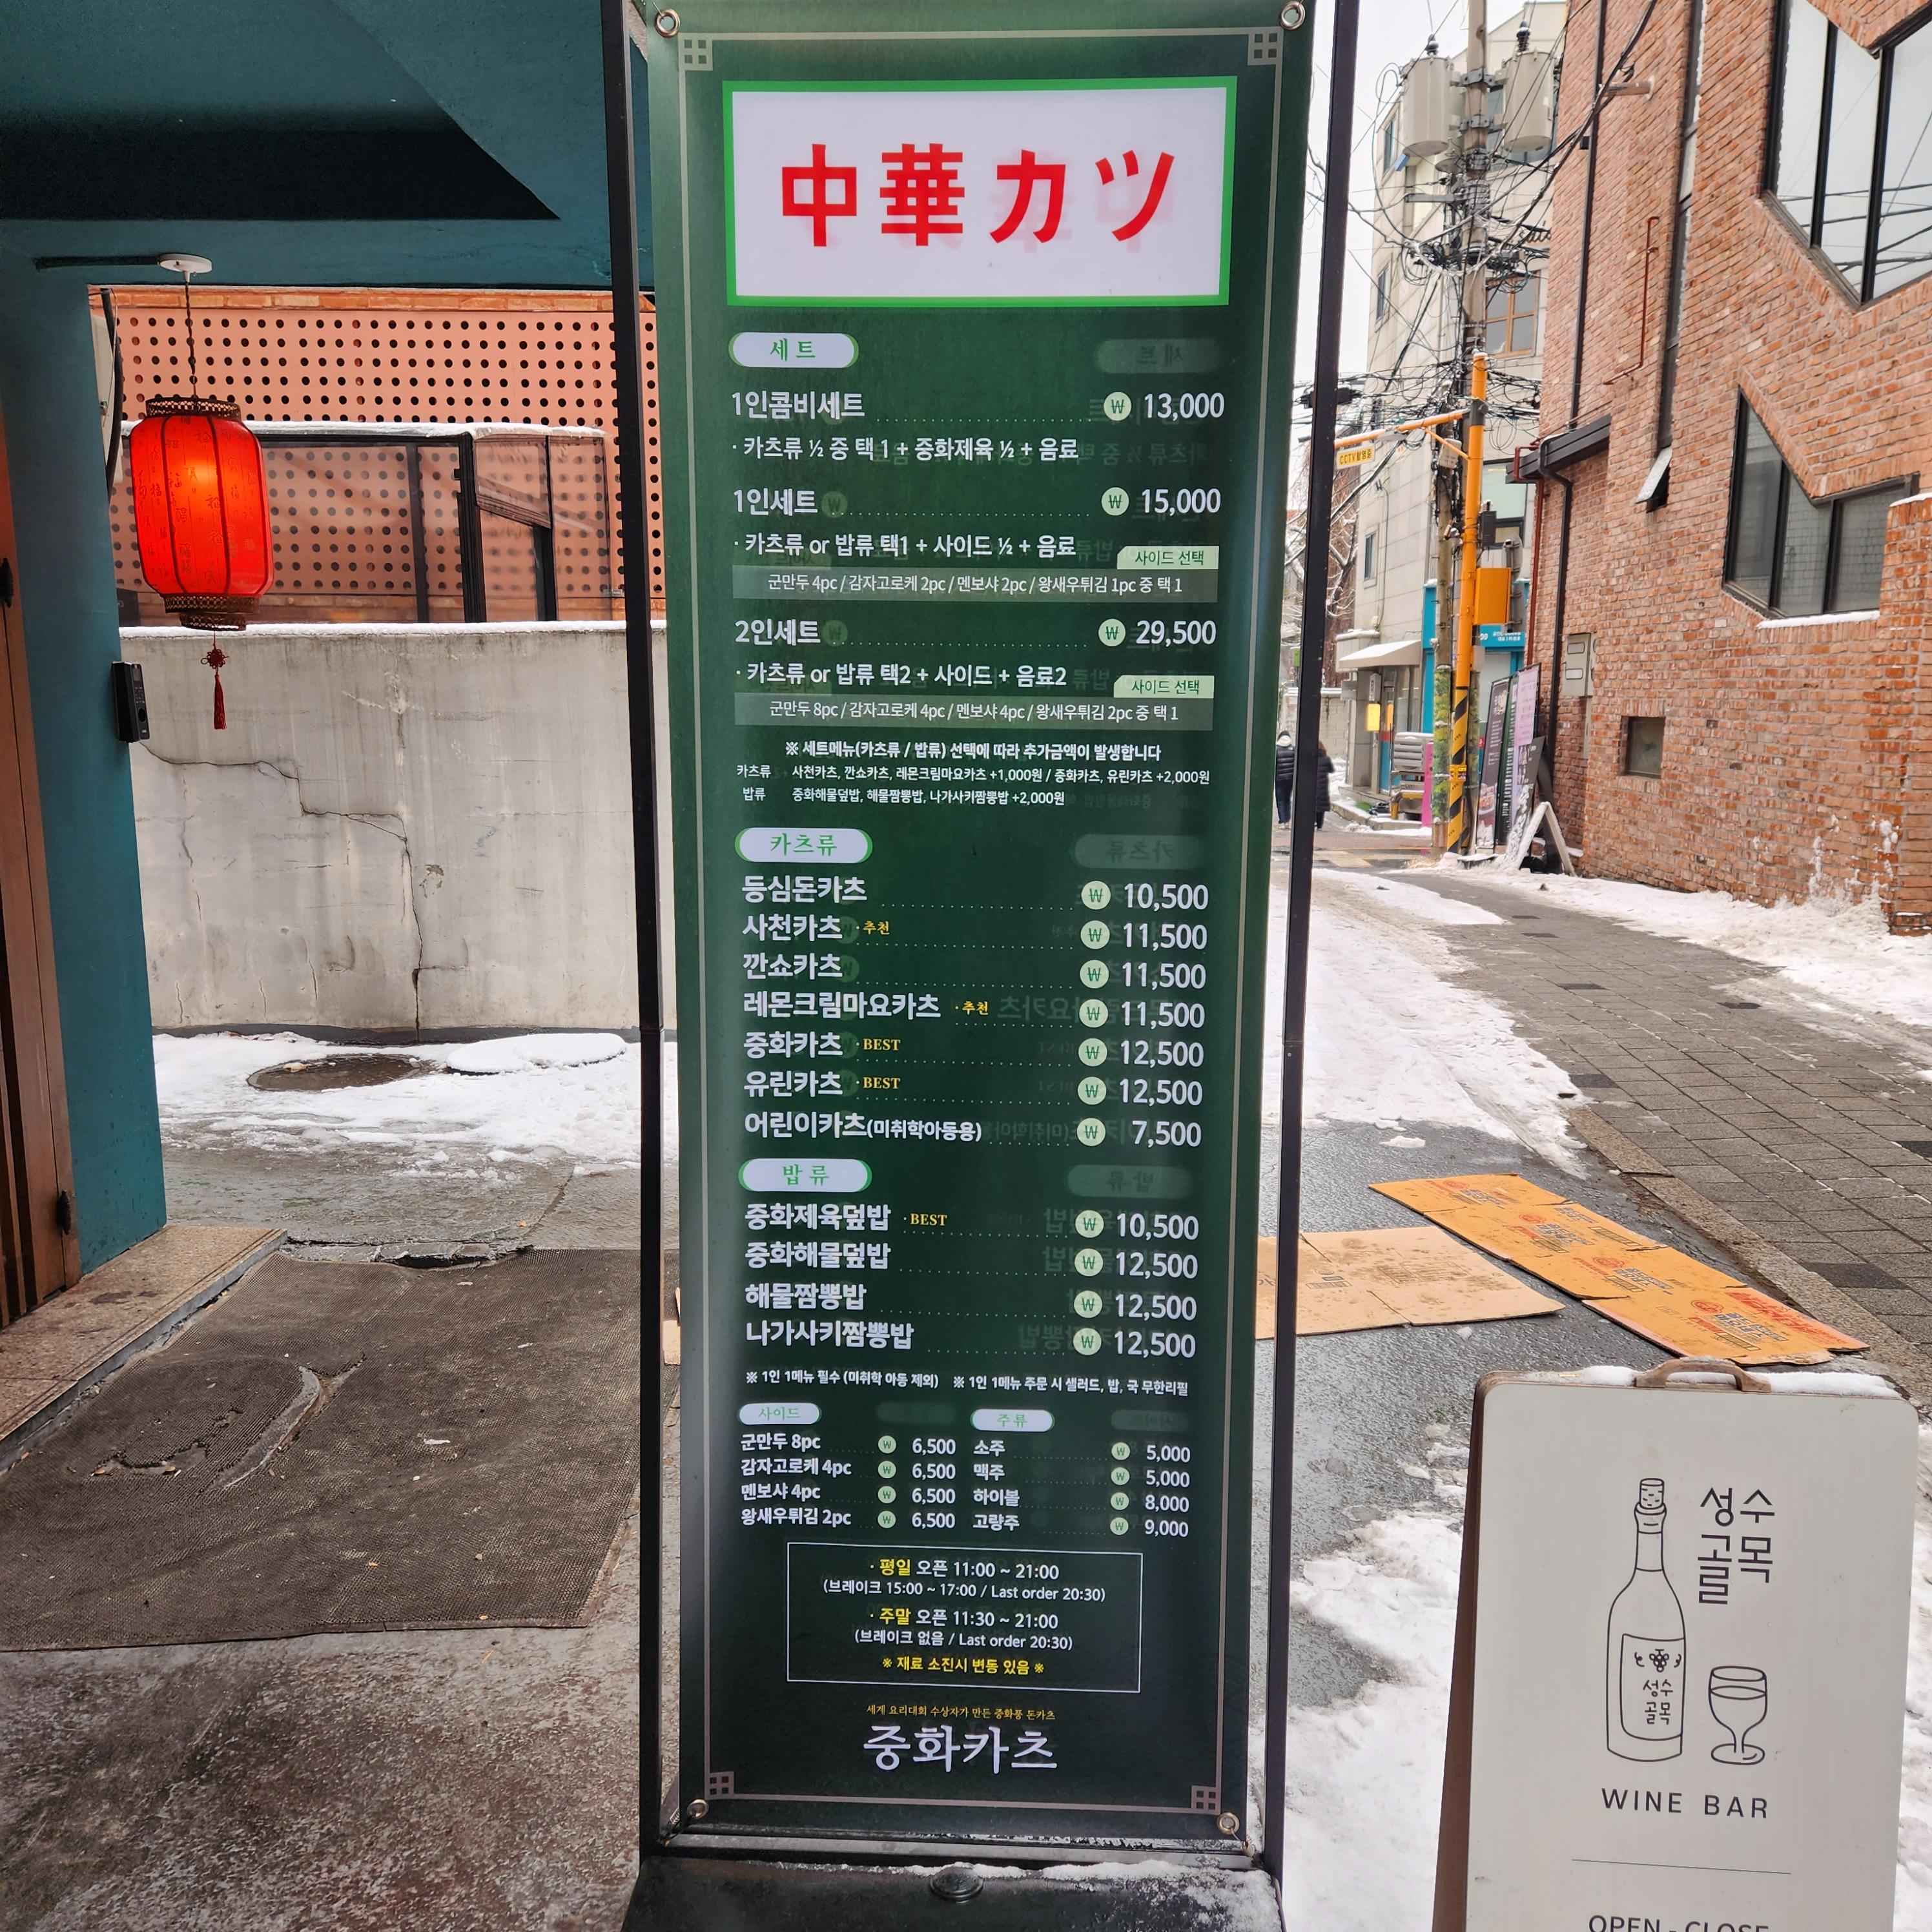 中華カツ
세트
1인콤비세트 ₩ 13,000
· 카츠류 ½ 중 택 1 + 중화제육 ½ + 음료
1인세트 ₩ 15,000
· 카츠류 or 밥류 택1 + 사이드 ½ + 음료
사이드 선택
군만두 4pc / 감자고로케 2pc / 멘보샤 2pc / 왕새우튀김 1pc 중 택 1
2인세트 ₩ 29,500
· 카츠류 or 밥류 택2 + 사이드 + 음료2
사이드 선택
군만두 8pc / 감자고로케 4pc / 멘보샤 4pc / 왕새우튀김 2pc 중 택 1
※ 세트메뉴(카츠류 / 밥류) 선택에 따라 추가금액이 발생합니다
카츠류 사천카츠, 깐쇼카츠, 레몬크림마요카츠 +1,000원 / 중화카츠, 유린카츠 +2,000원
밥류 중화해물덮밥, 해물짬뽕밥, 나가사키짬뽕밥 +2,000원
카츠류
등심돈카츠 ₩ 10,500
사천카츠 · 추천 ₩ 11,500
깐쇼카츠 ₩ 11,500
레몬크림마요카츠 · 추천 ₩ 11,500
중화카츠 · BEST ₩ 12,500
유린카츠 · BEST ₩ 12,500
어린이카츠(미취학아동용) ₩ 7,500
밥류
중화제육덮밥 · BEST ₩ 10,500
중화해물덮밥 ₩ 12,500
해물짬뽕밥 ₩ 12,500
나가사키짬뽕밥 ₩ 12,500
※ 1인 1메뉴 필수 (미취학 아동 제외) ※ 1인 1메뉴 주문 시 샐러드, 밥, 국 무한리필
사이드
군만두 8pc ₩ 6,500
감자고로케 4pc ₩ 6,500
멘보샤 4pc ₩ 6,500
왕새우튀김 2pc ₩ 6,500
주류
소주 ₩ 5,000
맥주 ₩ 5,000
하이볼 ₩ 8,000
고량주 ₩ 9,000
· 평일 오픈 11:00 ~ 21:00
(브레이크 15:00 ~ 17:00 / Last order 20:30)
· 주말 오픈 11:30 ~ 21:00
(브레이크 없음 / Last order 20:30)
※ 재료 소진시 변동 있음 ※
세계 요리대회 수상자가 만든 중화풍 돈카츠
중화카츠
CCTV촬영중
성수
골목
성수
골목
WINE BAR
OPEN - CLOSE